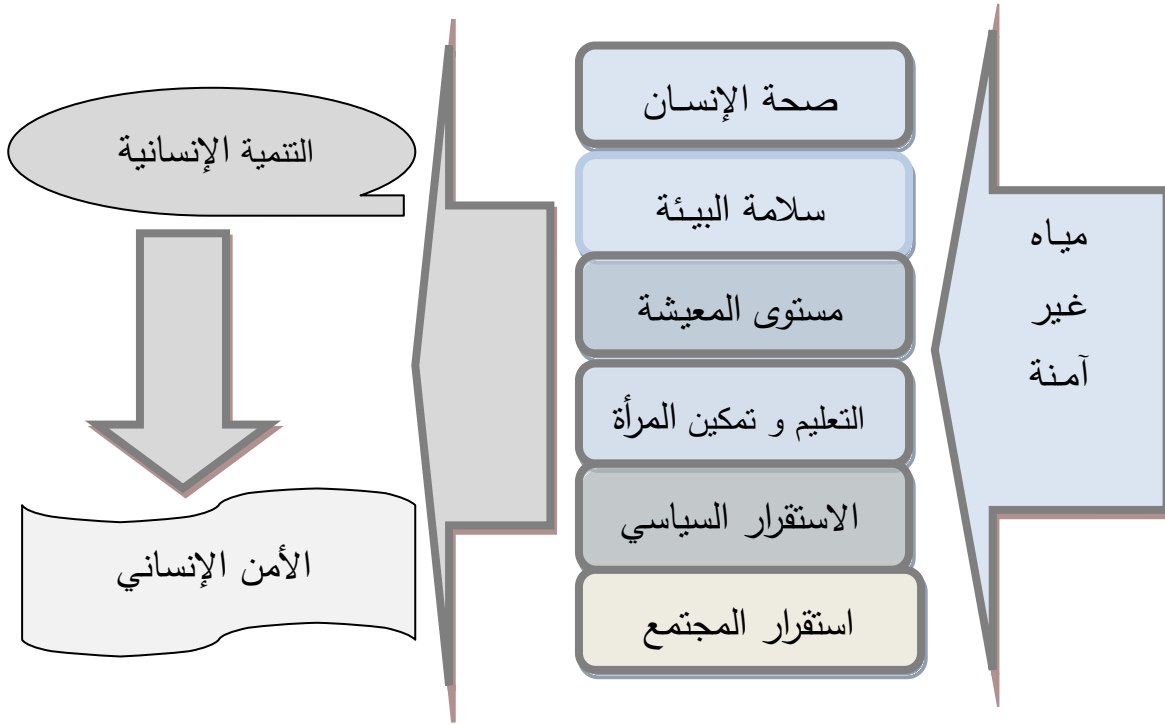 مياه
غير
آمنة
صحة الإنسان
سلامة البيئة
مستوى المعيشة
التعليم و تمكين المرأة
الاستقرار السياسي
استقرار المجتمع
التنمية الإنسانية
الأمن الإنساني